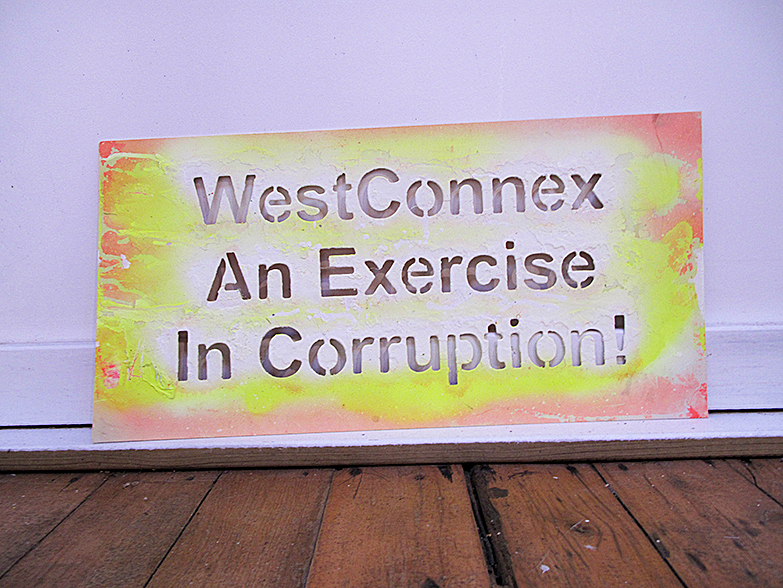 WestConnex
An Exercise
In Corruption!